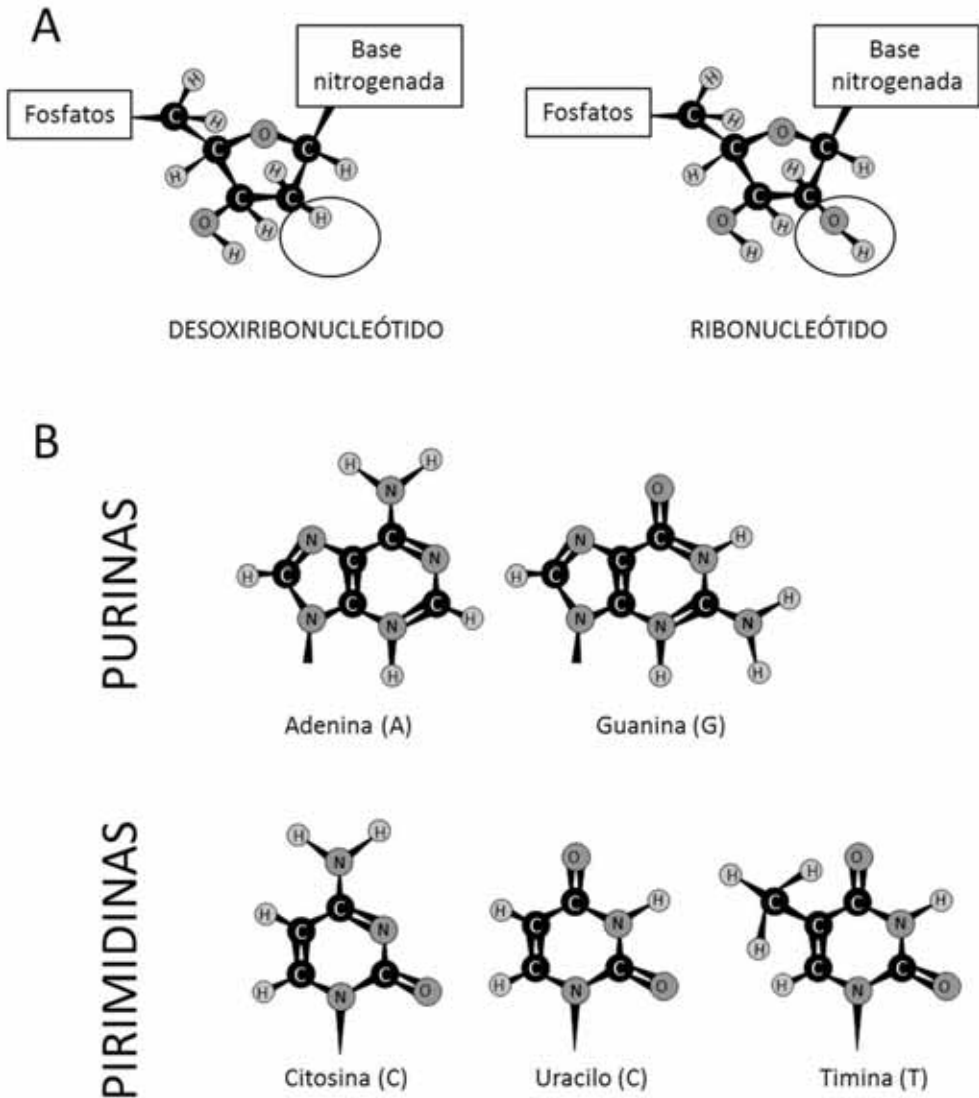 A
Base
nitrogenada
Fosfatos
H
C
H
O
C
C
H
H
H
C
C
H
O
H
H
DESOXIRIBONUCLEÓTIDO
Base
nitrogenada
Fosfatos
H
C
H
O
C
C
H
H
H
C
C
O
H
O
H
H
RIBONUCLEÓTIDO
B
PURINAS
H H
N
N C
C N
H C
N C N C
H
H
Adenina (A)
O
N C H
C N
H C
N C N C N H
H H
Guanina (G)
PIRIMIDINAS
H H
N
H C
C N
H C C
N O
Citosina (C)
O
H C H
C N
H C C
N O
Uracilo (C)
H H O
C C H
C N
H
H C C
N O
Timina (T)